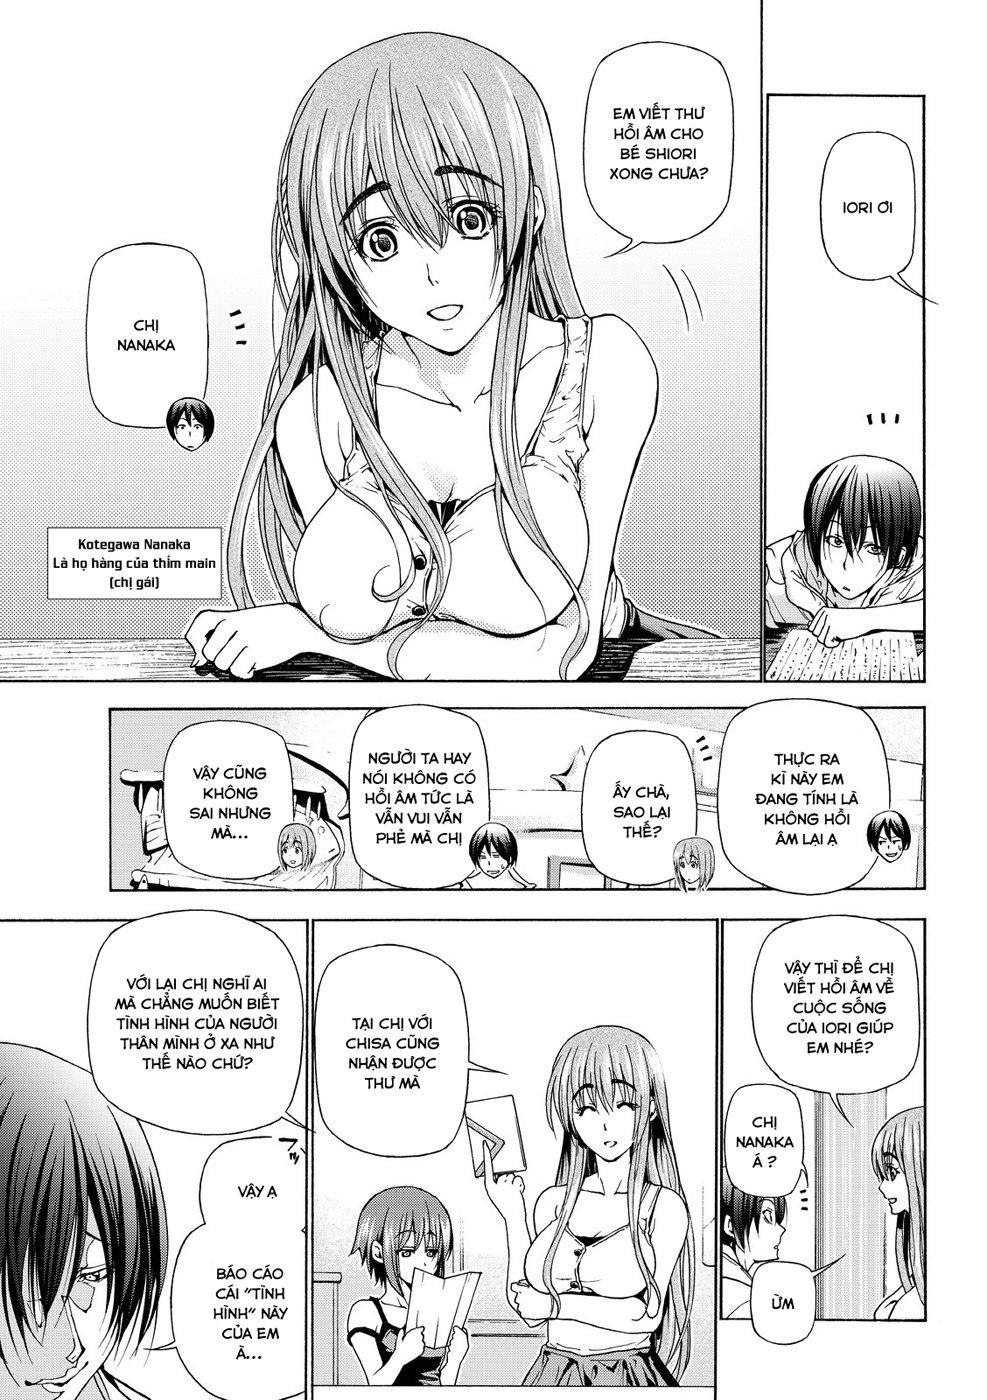 IORI ƠI
EM VIẾT THƯ
HỒI ÂM CHO
BÉ SHIORI
XONG CHƯA?
CHỊ
NANAKA
Kotegawa Nanaka
Là họ hàng của thím main
(chị gái)
THỰC RA
KÌ NÀY EM
ĐANG TÍNH LÀ
KHÔNG HỒI
ÂM LẠI Ạ
ẤY CHÀ,
SAO LẠI
THẾ?
NGƯỜI TA HAY
NÓI KHÔNG CÓ
HỒI ÂM TỨC LÀ
VẪN VUI VẪN
PHẺ MÀ CHỊ
VẬY CŨNG
KHÔNG
SAI NHƯNG
MÀ...
VẬY THÌ ĐỂ CHỊ
VIẾT HỒI ÂM VỀ
CUỘC SỐNG
CỦA IORI GIÚP
EM NHÉ?
CHỊ
NANAKA
Á ?
ỪM
TẠI CHỊ VỚI
CHISA CŨNG
NHẬN ĐƯỢC
THƯ MÀ
VỚI LẠI CHỊ NGHĨ AI
MÀ CHẲNG MUỐN BIẾT
TÌNH HÌNH CỦA NGƯỜI
THÂN MÌNH Ở XA NHƯ
THẾ NÀO CHỨ?
VẬY Ạ
BÁO CÁO
CÁI "TÌNH
HÌNH" NÀY
CỦA EM
À...